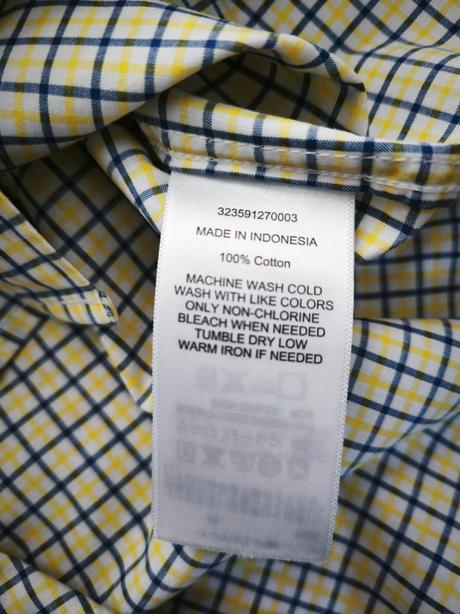 323591270003
MADE IN INDONESIA
100% Cotton
MACHINE WASH COLD
WASH WITH LIKE COLORS
ONLY NON-CHLORINE
BLEACH WHEN NEEDED
TUMBLE DRY LOW
WARM IRON IF NEEDED